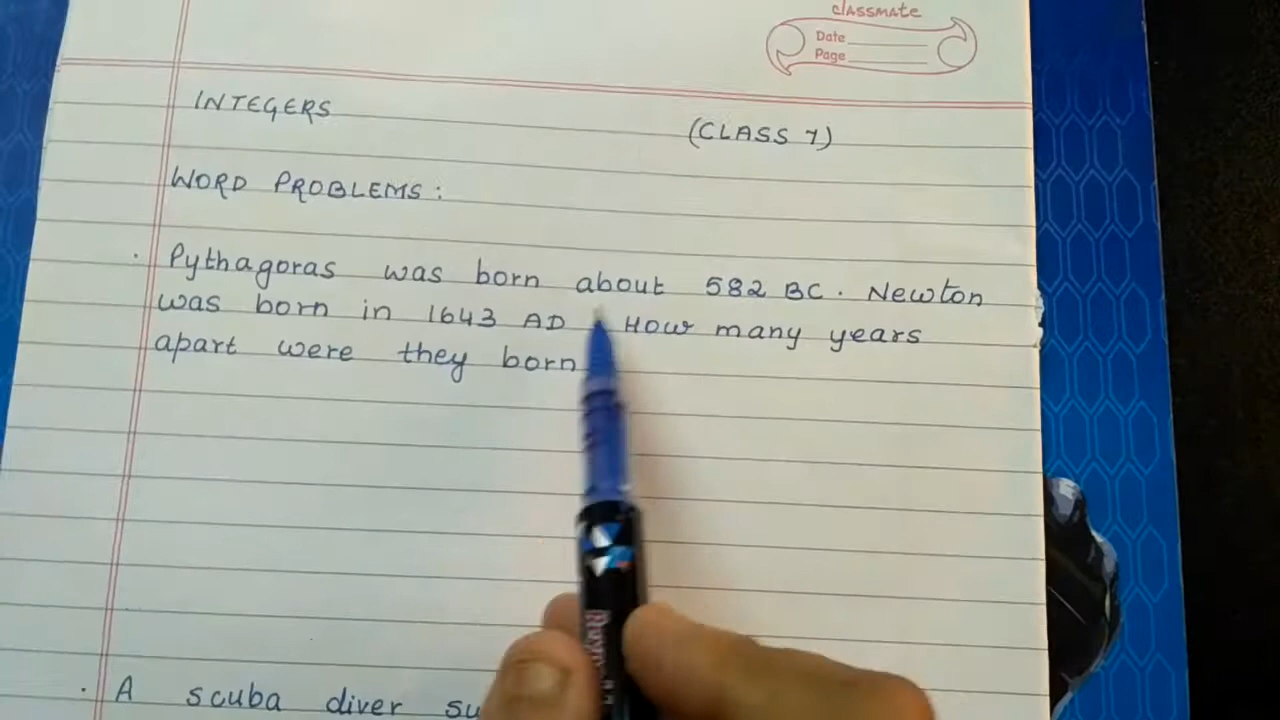 classmate
Date
Page
INTEGERS
(CLASS 7)
WORD PROBLEMS:
. Pythagoras was born about 582 BC. Newton
was born in 1643 AD. How many years
apart were they born
. A scuba diver